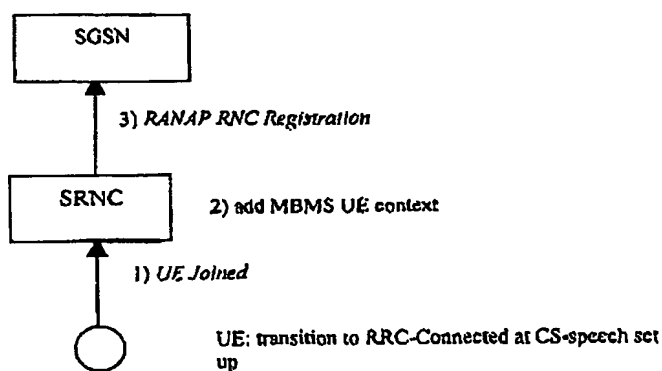 SGSN
3) RANAP RNC Registration
SRNC
2) add MBMS UE context
1) UE Joined
UE: transition to RRC-Connected at CS-speech set
up